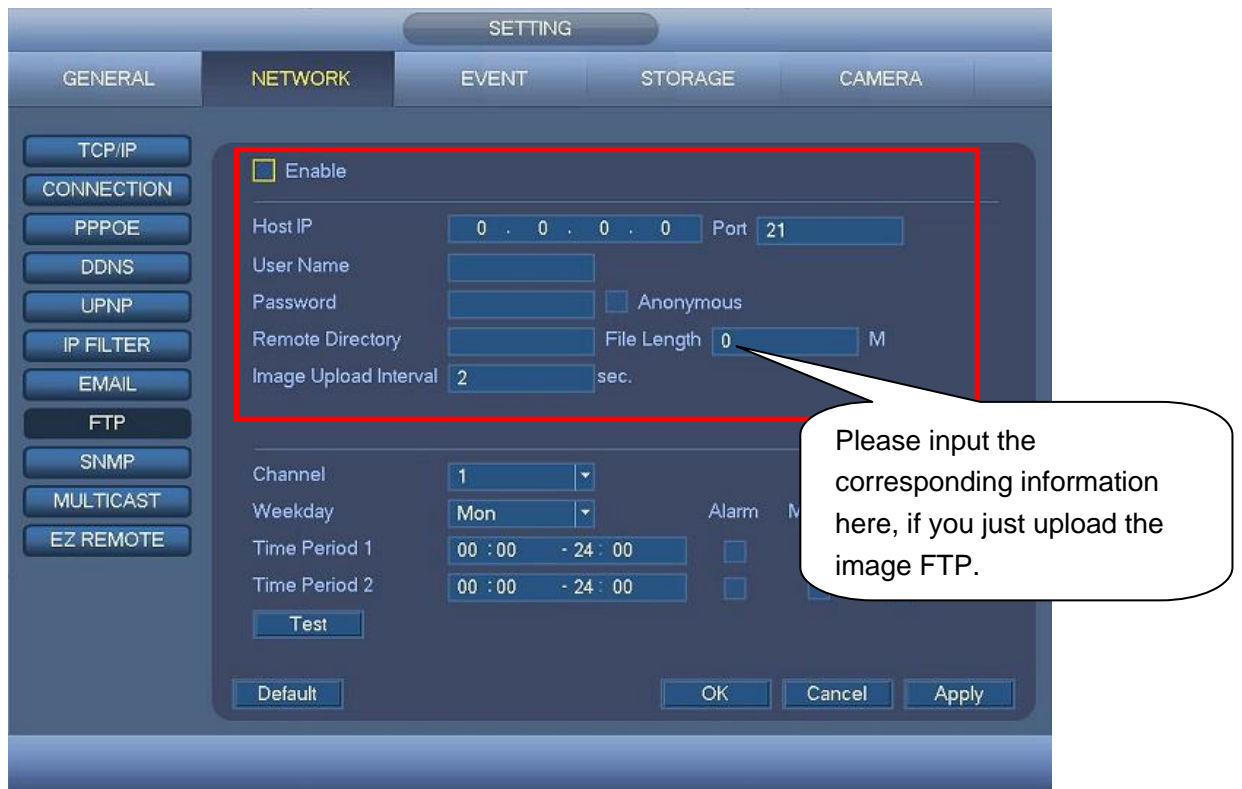 SETTING
GENERAL NETWORK EVENT STORAGE CAMERA
TCP/IP
CONNECTION
PPPOE
DDNS
UPNP
IP FILTER
EMAIL
FTP
SNMP
MULTICAST
EZ REMOTE
Enable
Host IP 0 . 0 . 0 . 0 Port 21
User Name
Password Anonymous
Remote Directory File Length 0 M
Image Upload Interval 2 sec.
Channel 1
Weekday Mon Alarm
Time Period 1 00 :00 - 24 : 00
Time Period 2 00 :00 - 24 : 00
Test
Default OK Cancel Apply
Please input the
corresponding information
here, if you just upload the
image FTP.